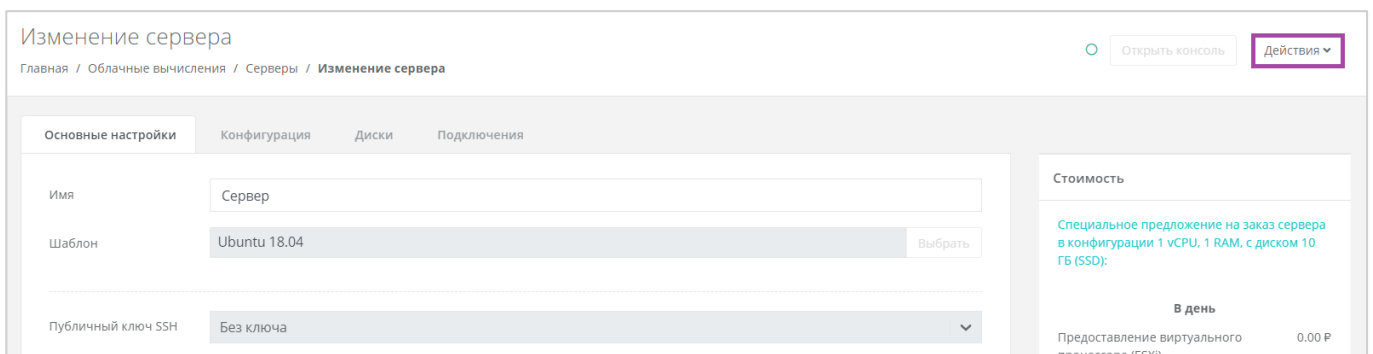 Изменение сервера
Главная / Облачные вычисления / Серверы / Изменение сервера
Открыть консоль
Действия
Основные настройки
Конфигурация
Диски
Подключения
Имя
Сервер
Шаблон
Ubuntu 18.04
Выбрать
Публичный ключ SSH
Без ключа
Стоимость
Специальное предложение на заказ сервера
в конфигурации 1 vCPU, 1 RAM, с диском 10
ГБ (SSD):
В день
Предоставление виртуального
0.00 ₽